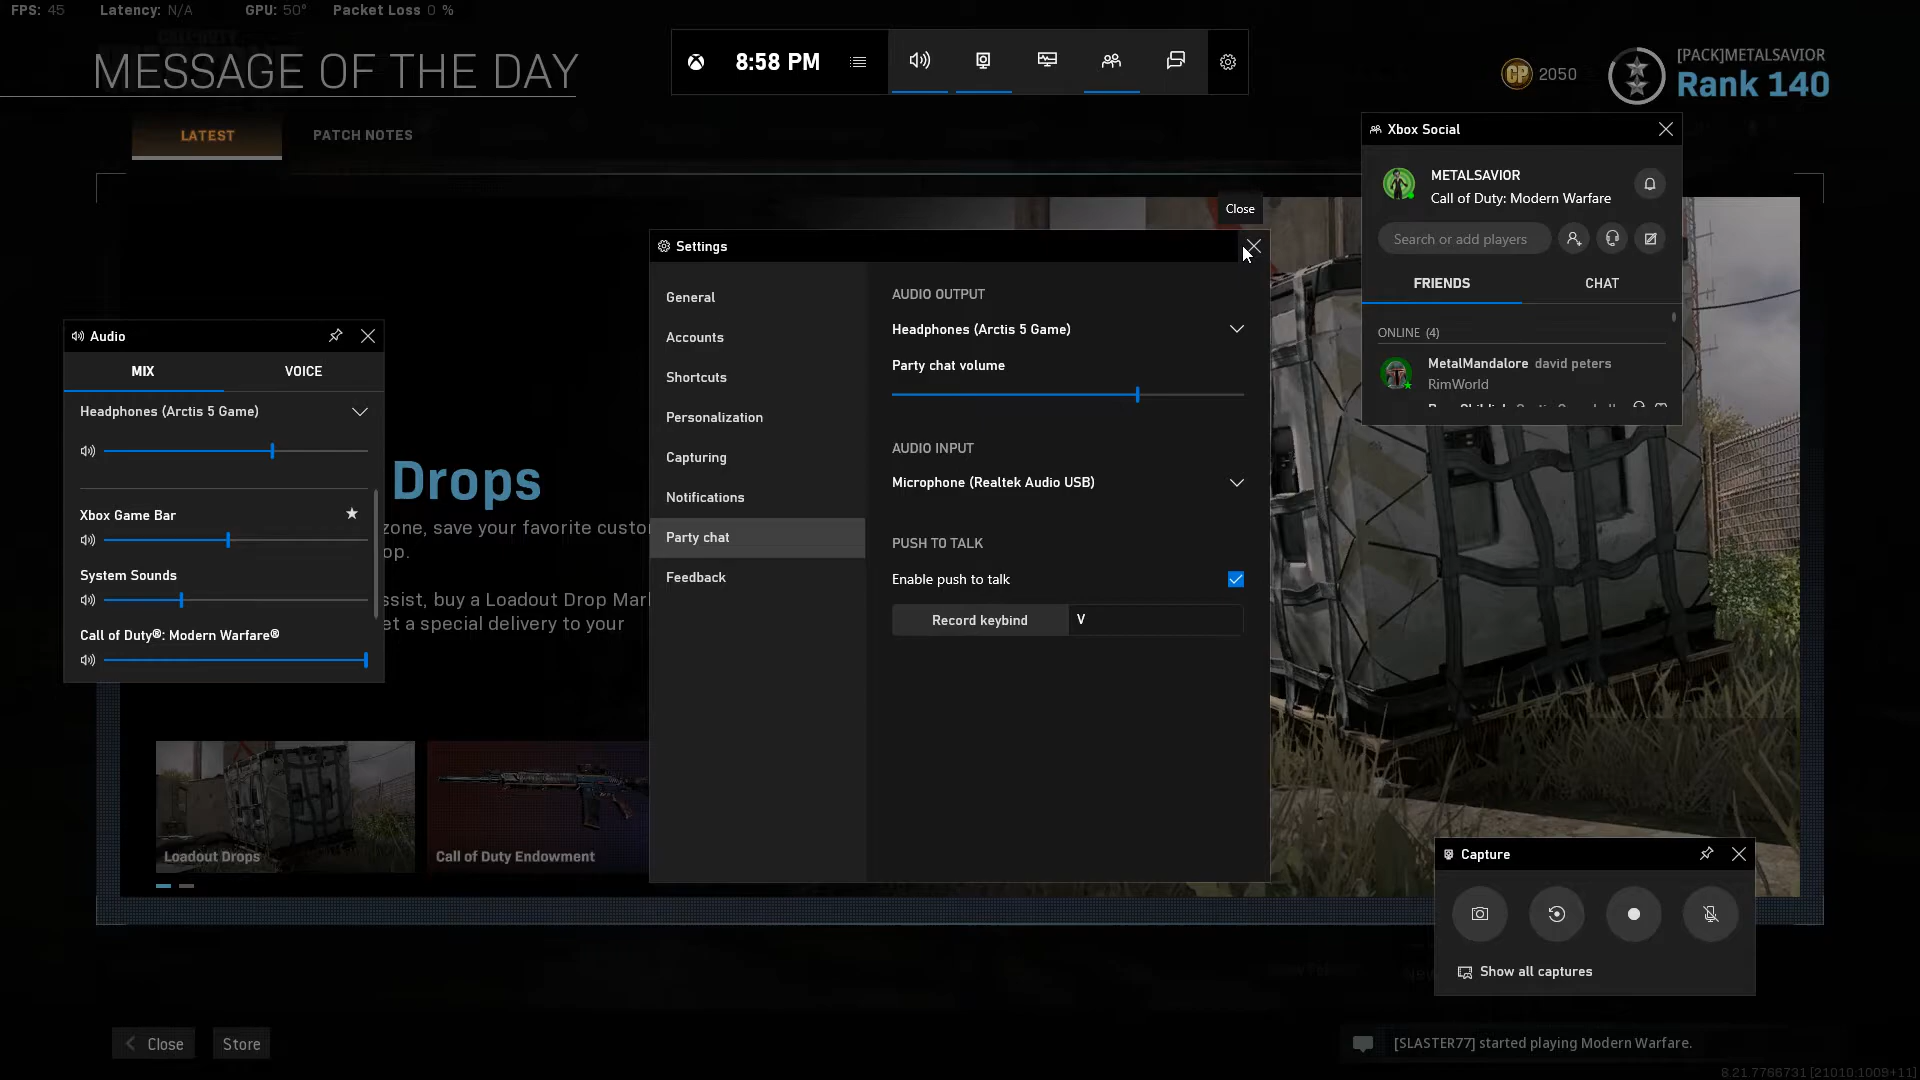 FPS: 45 Latency: N/A GPU: 50° Packet Loss 0 %
MESSAGE OF THE DAY
8:58 PM
CP 2050
[PACK]METALSAVIOR
Rank 140
LATEST
PATCH NOTES
Close
Settings
General
Accounts
Shortcuts
Personalization
Capturing
Notifications
Party chat
Feedback
AUDIO OUTPUT
Headphones (Arctis 5 Game)
Party chat volume
AUDIO INPUT
Microphone (Realtek Audio USB)
PUSH TO TALK
Enable push to talk
Record keybind V
Xbox Social
METALSAVIOR
Call of Duty: Modern Warfare
Search or add players
FRIENDS CHAT
ONLINE (4)
MetalMandalore david peters
RimWorld
Audio
MIX VOICE
Headphones (Arctis 5 Game)
Xbox Game Bar
System Sounds
Call of Duty®: Modern Warfare®
Drops
zone, save your favorite custo
op.
ssist, buy a Loadout Drop Mar
et a special delivery to your
Loadout Drops
Call of Duty Endowment
Capture
Show all captures
Close
Store
[SLASTER77] started playing Modern Warfare.
8.21.7766731 [21010.1009+11]